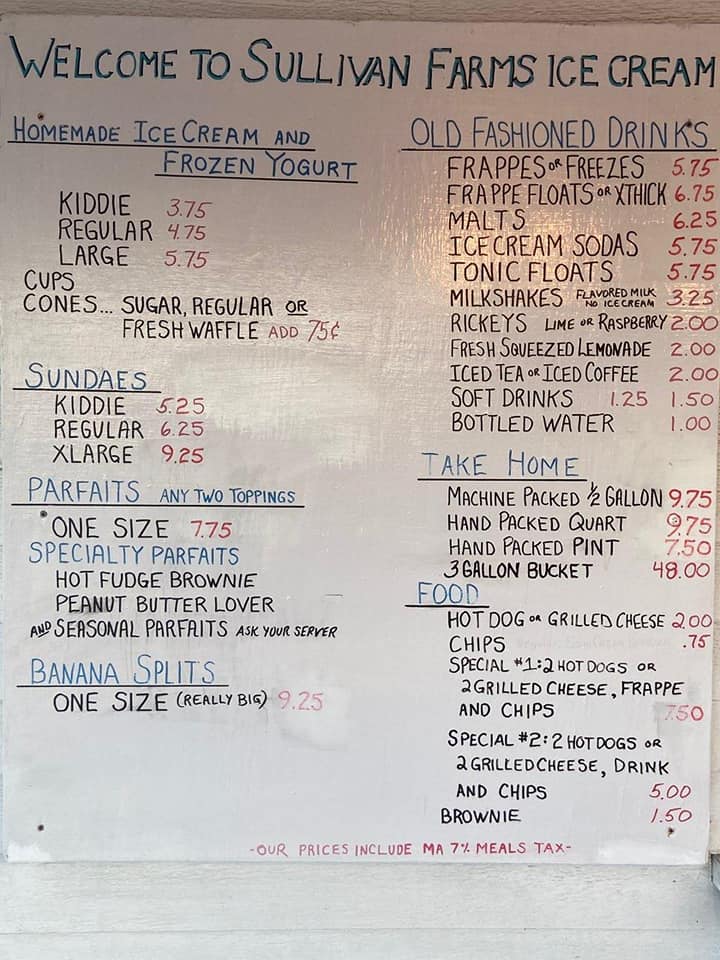 WELCOME TO SULLIVAN FARMS ICE CREAM
HOMEMADE ICE CREAM AND
FROZEN YOGURT
KIDDIE 3.75
REGULAR 4.75
LARGE 5.75
CUPS
CONES... SUGAR, REGULAR OR
FRESH WAFFLE ADD 75¢
SUNDAES
KIDDIE 5.25
REGULAR 6.25
XLARGE 9.25
PARFAITS ANY TWO TOPPINGS
ONE SIZE 7.75
SPECIALTY PARFAITS
HOT FUDGE BROWNIE
PEANUT BUTTER LOVER
AND SEASONAL PARFAITS ASK YOUR SERVER
BANANA SPLITS
ONE SIZE (REALLY BIG) 9.25
OLD FASHIONED DRINKS
FRAPPES OR FREEZES 5.75
FRAPPE FLOATS OR XTHICK 6.75
MALTS 6.25
ICE CREAM SODAS 5.75
TONIC FLOATS 5.75
MILKSHAKES FLAVORED MILK NO ICE CREAM 3.25
RICKEYS LIME OR RASPBERRY 2.00
FRESH SQUEEZED LEMONADE 2.00
ICED TEA OR ICED COFFEE 2.00
SOFT DRINKS 1.25 1.50
BOTTLED WATER 1.00
TAKE HOME
MACHINE PACKED ½ GALLON 9.75
HAND PACKED QUART 9.75
HAND PACKED PINT 7.50
3 GALLON BUCKET 48.00
FOOD
HOT DOG OR GRILLED CHEESE 2.00
CHIPS .75
SPECIAL #1: 2 HOT DOGS OR
2 GRILLED CHEESE, FRAPPE
AND CHIPS 7.50
SPECIAL #2: 2 HOT DOGS OR
2 GRILLED CHEESE, DRINK
AND CHIPS 5.00
BROWNIE 1.50
-OUR PRICES INCLUDE MA 7% MEALS TAX-